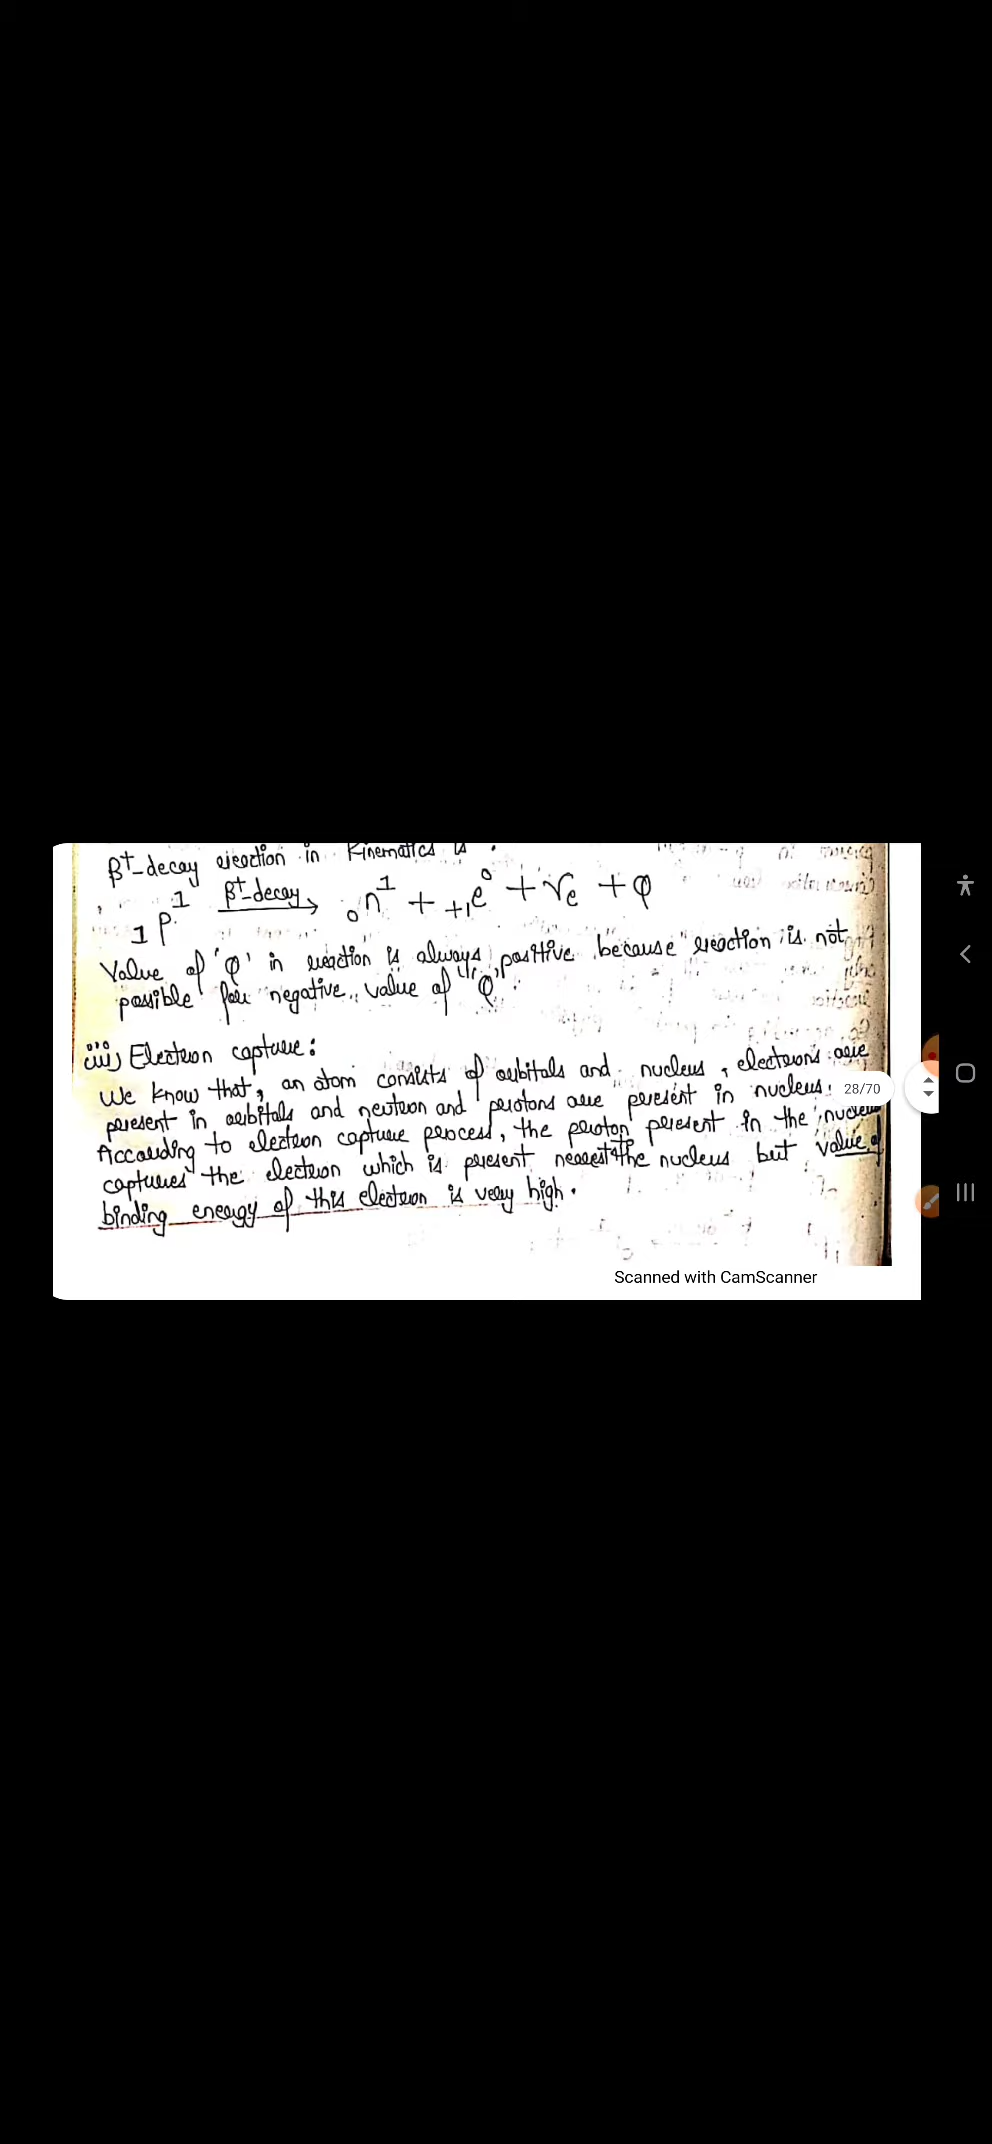 β⁺-decay reaction in Kinematics is :
₁P¹ β⁺-decay→ ₀n¹ + ₊₁e⁰ + νe + Q
Value of 'Q' in reaction is always positive because reaction is not
possible for negative value of "Q".
iii) Electron capture:
We know that, an atom consists of orbitals and nucleus, electrons are
present in orbitals and neutron and protons are present in nucleus.
28/70
According to electron capture process, the proton present in the nucleus
captures the electron which is present nearest the nucleus but value of
binding energy of this electron is very high.
Scanned with CamScanner